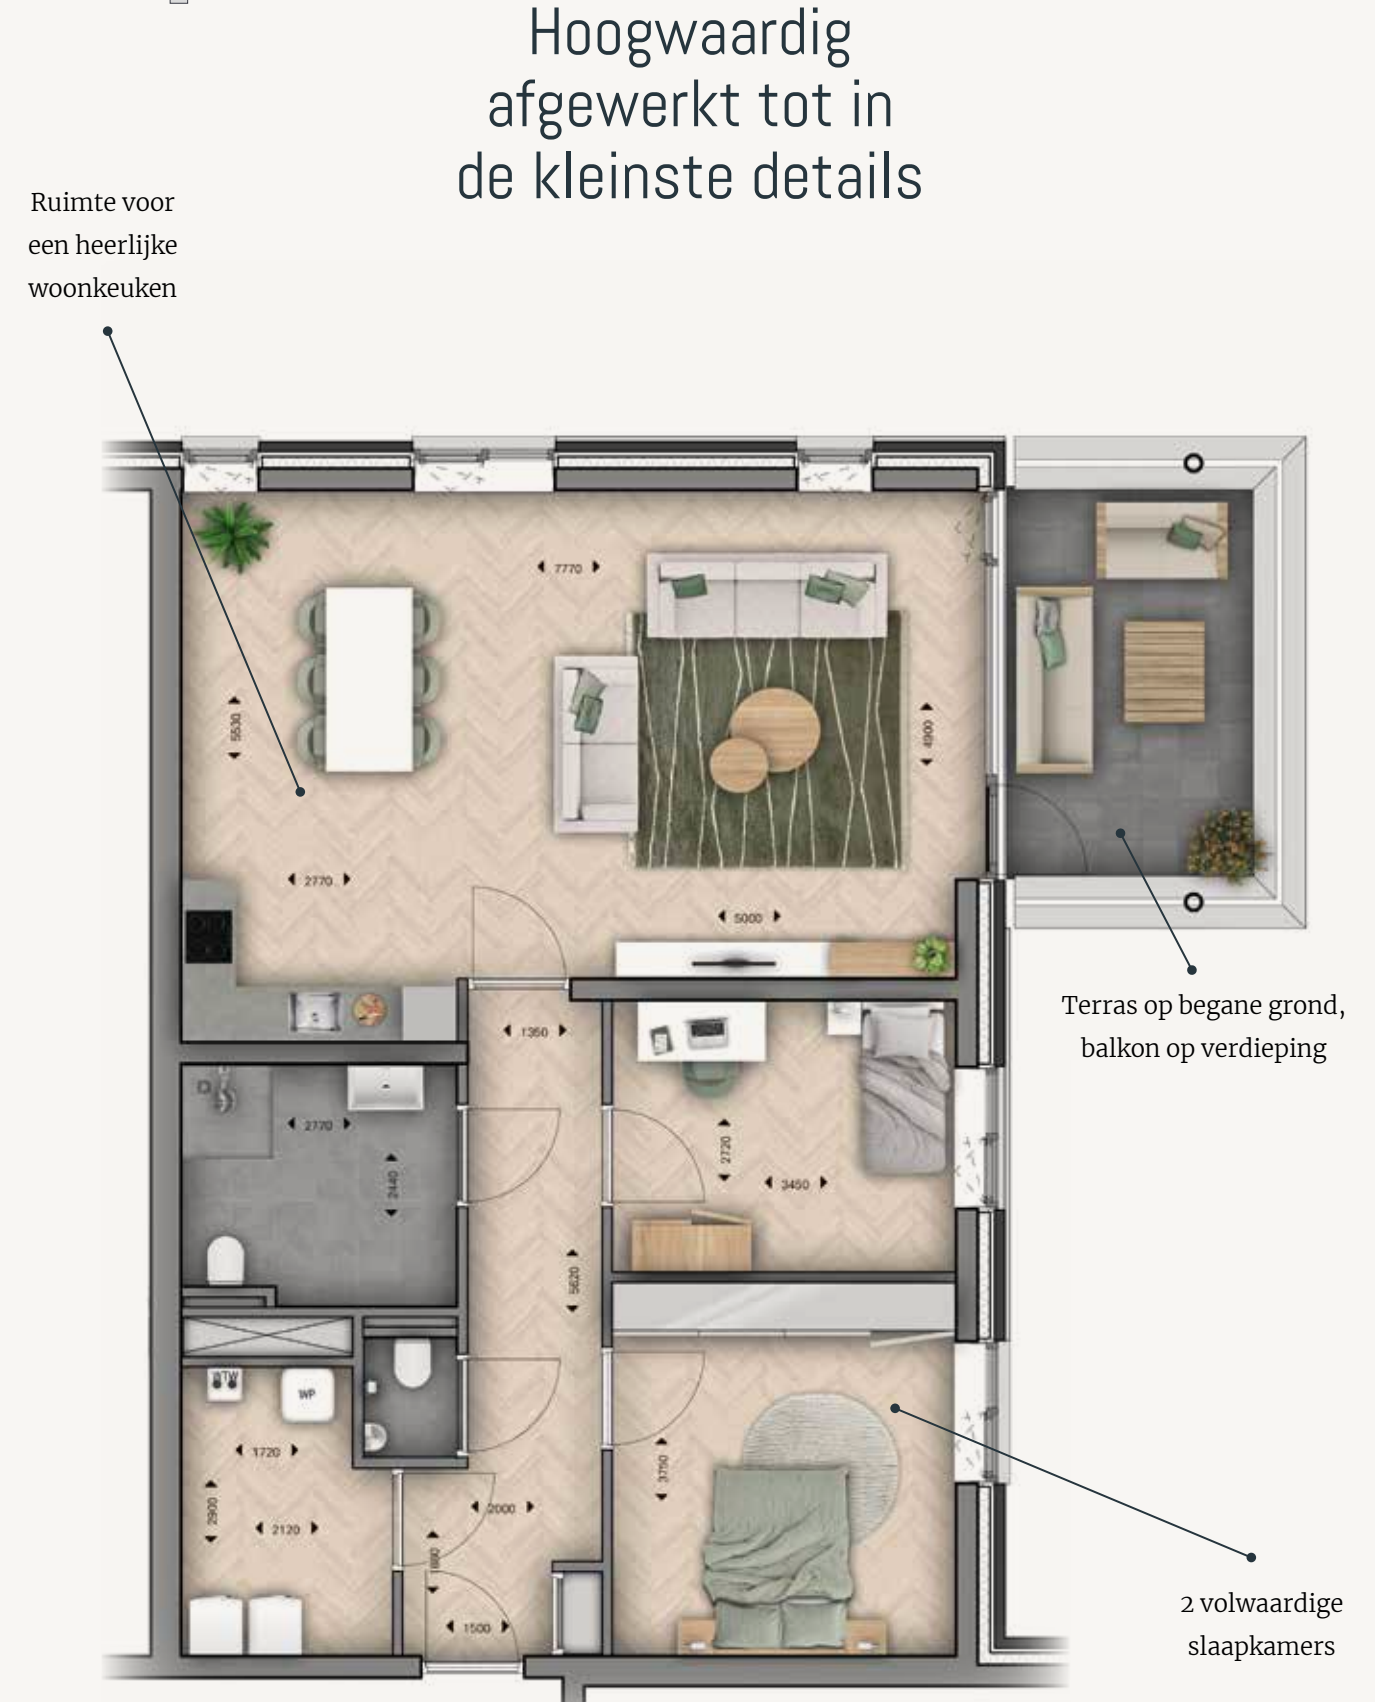 Hoogwaardig
afgewerkt tot in
de kleinste details
Ruimte voor
een heerlijke
woonkeuken
7770
5530
4900
2770
5000
1350
2770
2440
2720
3450
5620
WTW
WP
1720
2900
2120
2000
1500
3750
Terras op begane grond,
balkon op verdieping
2 volwaardige
slaapkamers